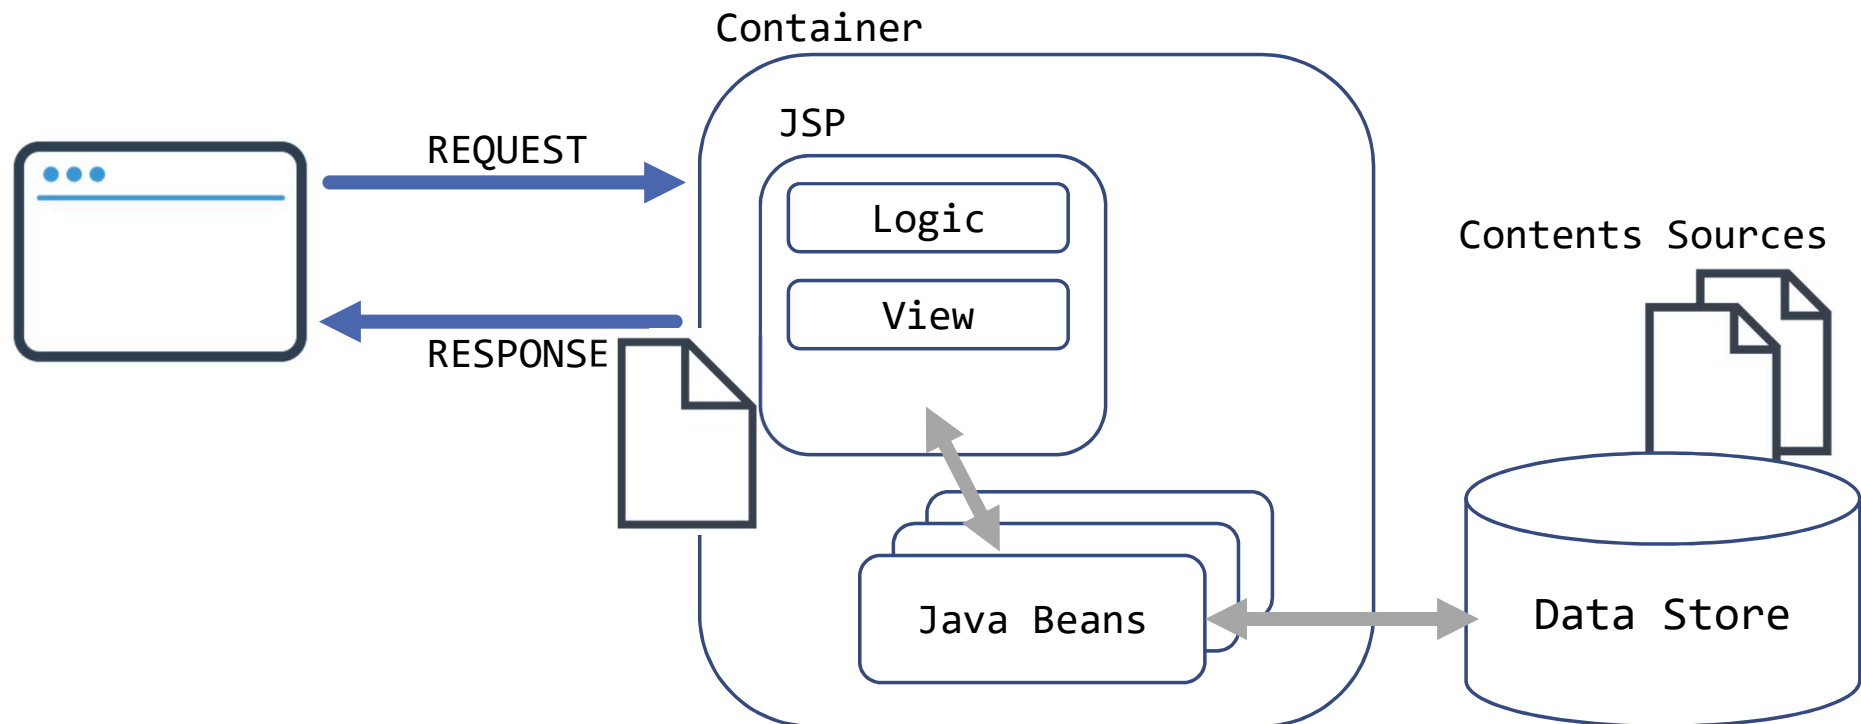 Container
JSP
REQUEST
Logic
Contents Sources
View
RESPONSE
Java Beans
Data Store